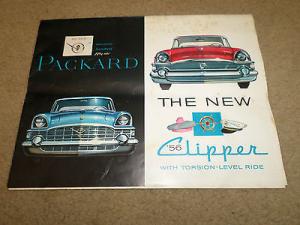 PACKARD
THE NEW
'56 Clipper
WITH TORSION-LEVEL RIDE